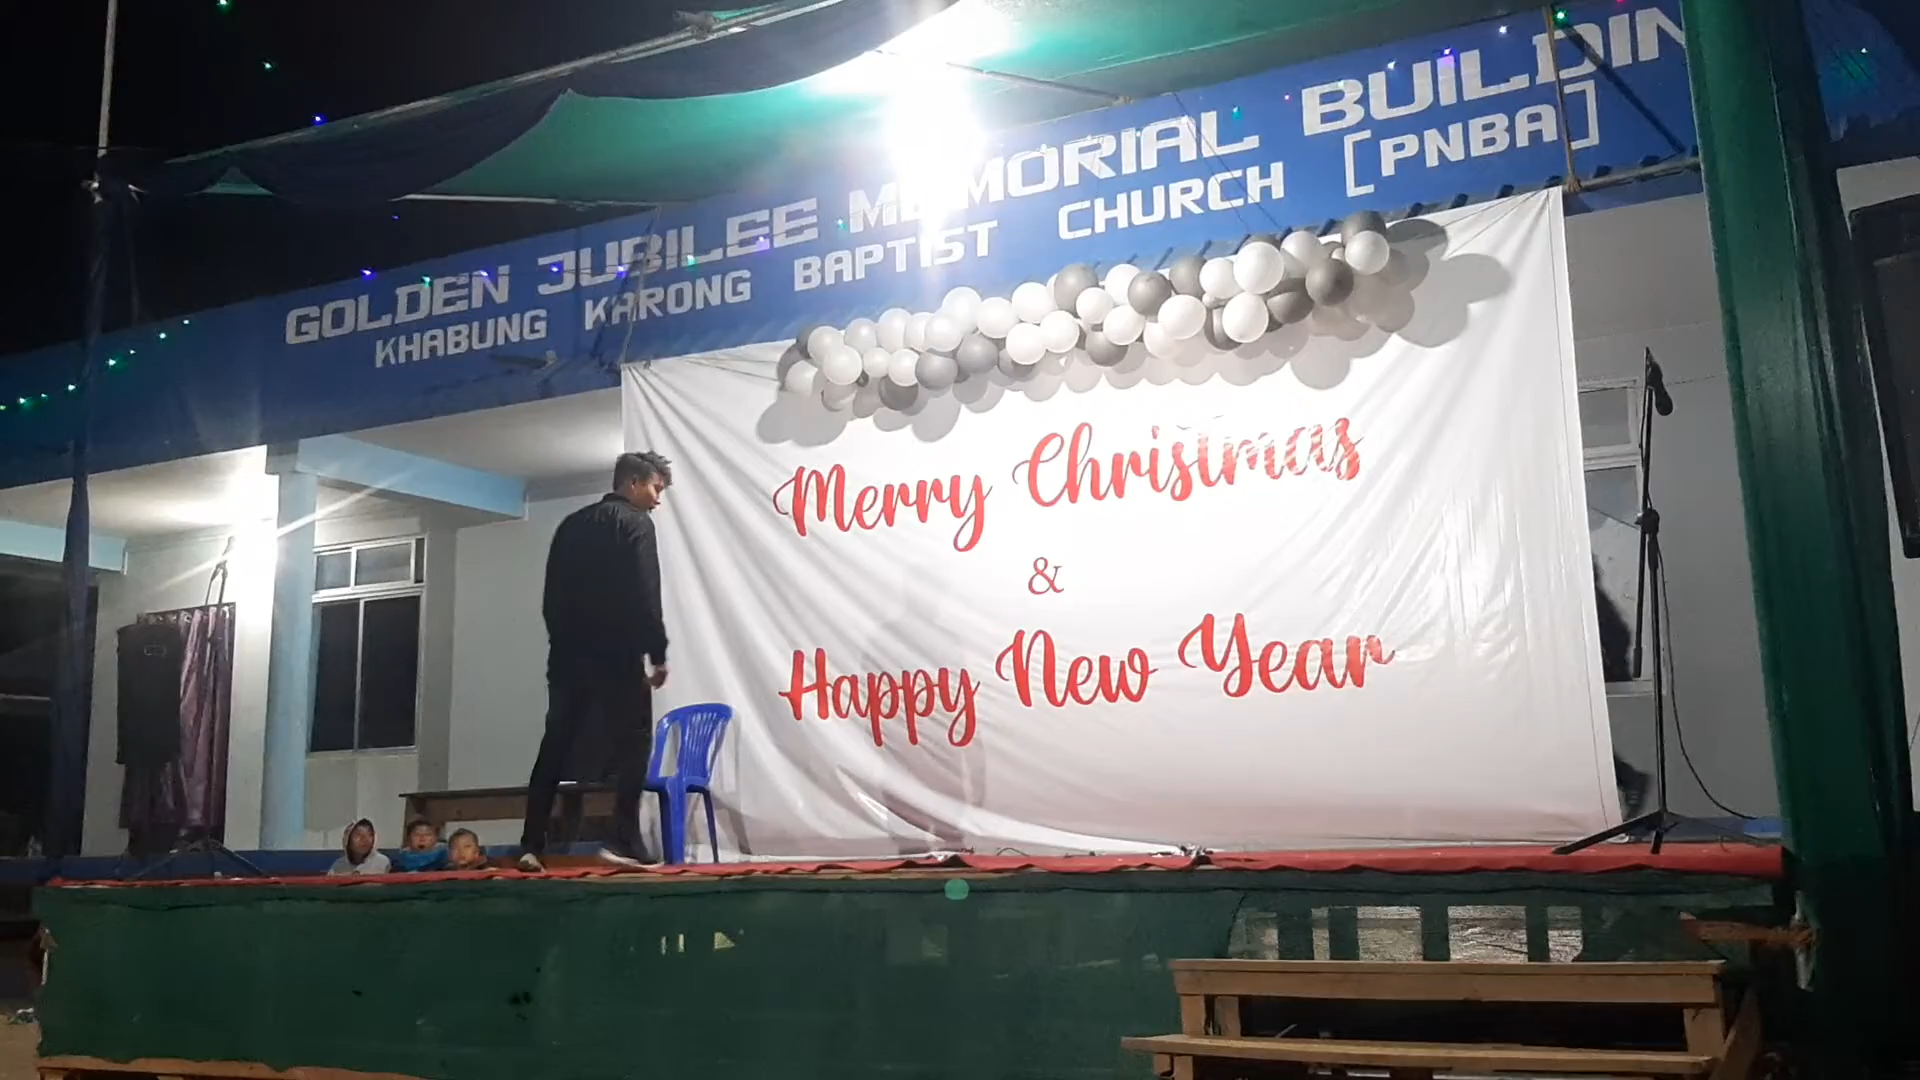 GOLDEN JUBILEE MEMORIAL BUILDIN
KHABUNG KARONG BAPTIST CHURCH [PNBA]
Merry Christmas
&
Happy New Year